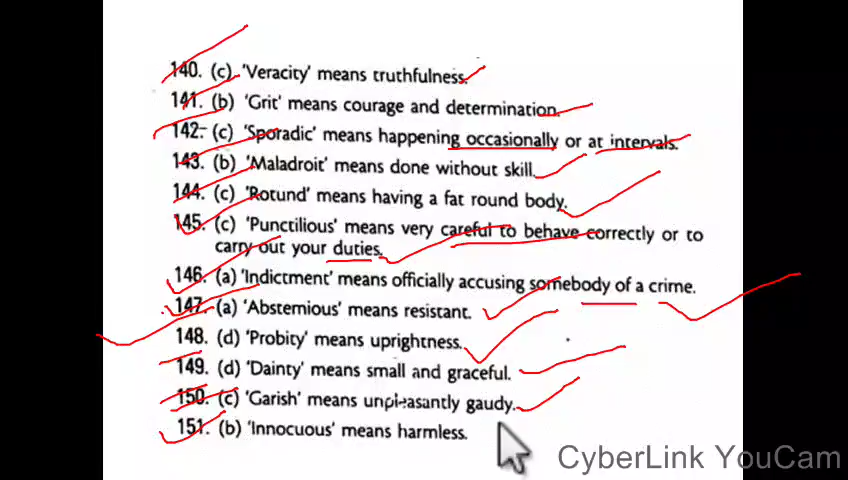 140. (c) 'Veracity' means truthfulness.
141. (b) 'Grit' means courage and determination.
142. (c) 'Sporadic' means happening occasionally or at intervals.
143. (b) 'Maladroit' means done without skill.
144. (c) 'Rotund' means having a fat round body.
145. (c) 'Punctilious' means very careful to behave correctly or to
carry out your duties.
146. (a) 'Indictment' means officially accusing somebody of a crime.
147. (a) 'Abstemious' means resistant.
148. (d) 'Probity' means uprightness.
149. (d) 'Dainty' means small and graceful.
150. (c) 'Garish' means unpleasantly gaudy.
151. (b) 'Innocuous' means harmless.
CyberLink YouCam